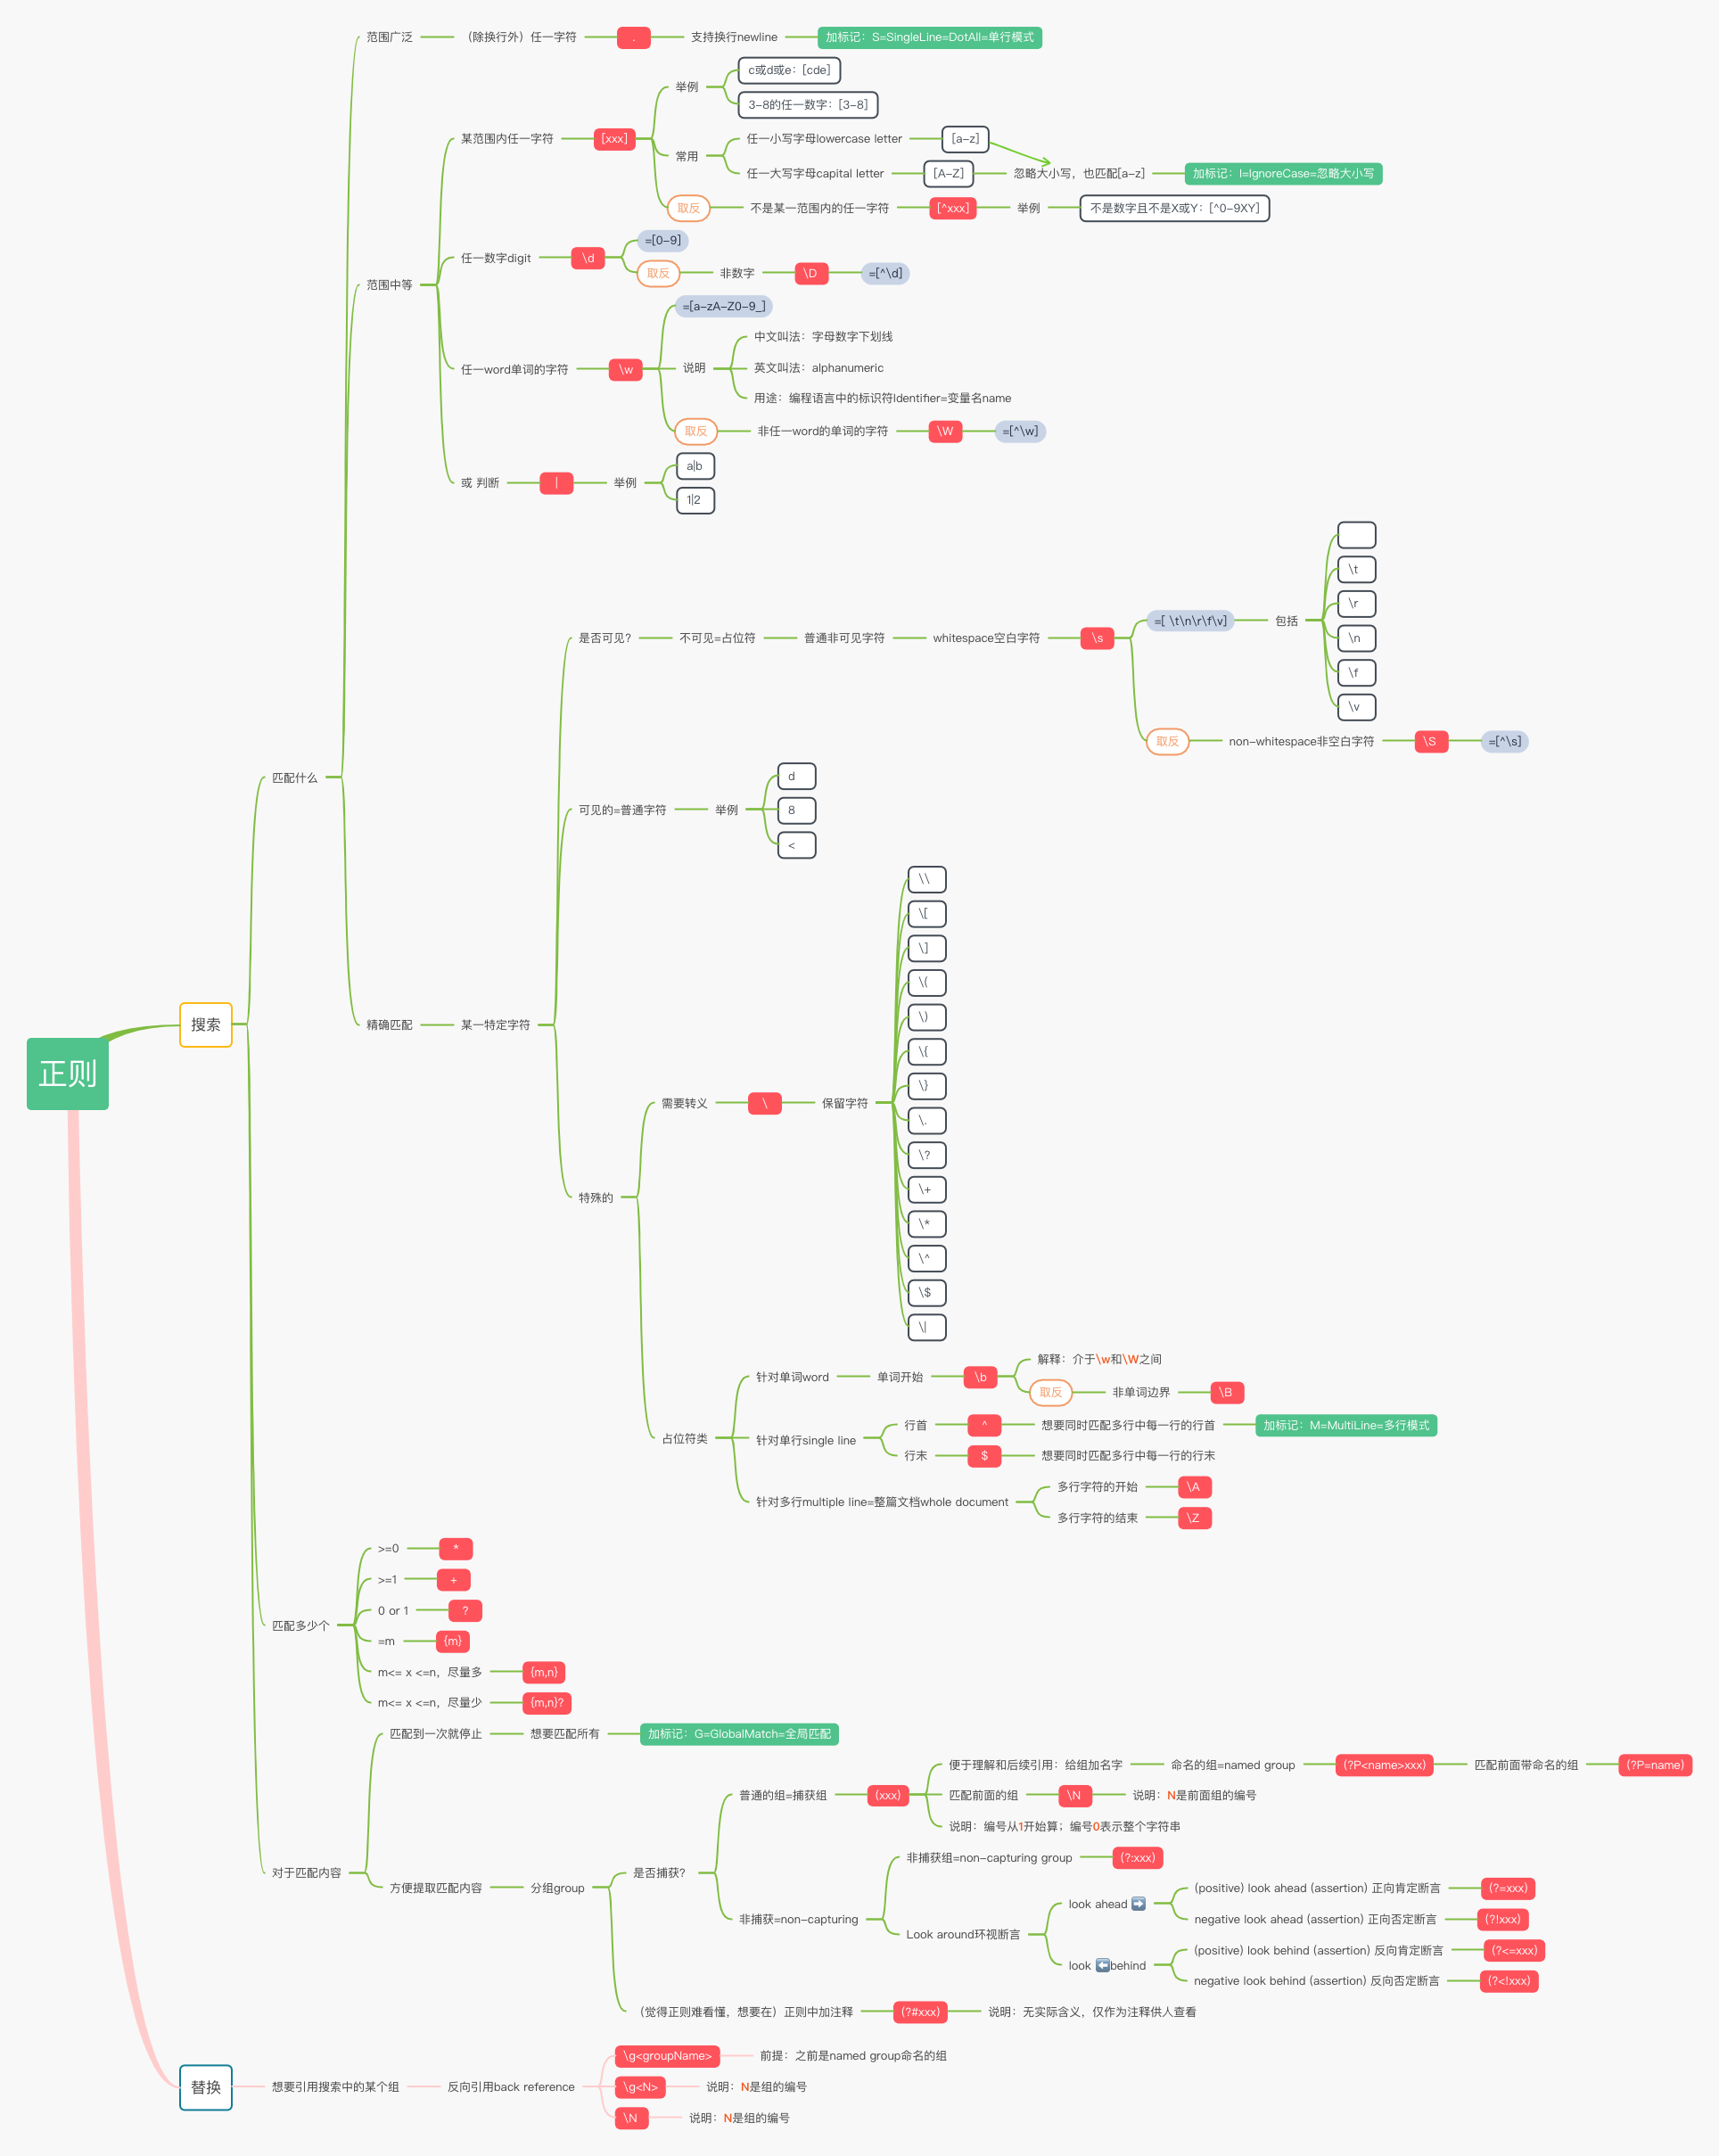 正则
搜索
匹配什么
范围广泛
（除换行外）任一字符
.
支持换行newline
加标记：S=SingleLine=DotAll=单行模式
范围中等
某范围内任一字符
[xxx]
举例
c或d或e：[cde]
3-8的任一数字：[3-8]
常用
任一小写字母lowercase letter
[a-z]
任一大写字母capital letter
[A-Z]
忽略大小写，也匹配[a-z]
加标记：I=IgnoreCase=忽略大小写
取反
不是某一范围内的任一字符
[^xxx]
举例
不是数字且不是X或Y：[^0-9XY]
任一数字digit
\d
=[0-9]
取反
非数字
\D
=[^\d]
任一word单词的字符
\w
=[a-zA-Z0-9_]
说明
中文叫法：字母数字下划线
英文叫法：alphanumeric
用途：编程语言中的标识符Identifier=变量名name
取反
非任一word的单词的字符
\W
=[^\w]
或 判断
|
举例
a|b
1|2
精确匹配
某一特定字符
是否可见?
不可见=占位符
普通非可见字符
whitespace空白字符
\s
=[ \t\n\r\f\v]
包括
\t
\r
\n
\f
\v
取反
non-whitespace非空白字符
\S
=[^\s]
可见的=普通字符
举例
d
8
<
特殊的
需要转义
\
保留字符
\\
\[
\]
\(
\)
\{
\}
\.
\?
\+
\*
\^
\$
\|
占位符类
针对单词word
单词开始
\b
解释：介于\w和\W之间
取反
非单词边界
\B
针对单行single line
行首
^
想要同时匹配多行中每一行的行首
加标记：M=MultiLine=多行模式
行末
$
想要同时匹配多行中每一行的行末
针对多行multiple line=整篇文档whole document
多行字符的开始
\A
多行字符的结束
\Z
匹配多少个
>=0
*
>=1
+
0 or 1
?
=m
{m}
m<= x <=n，尽量多
{m,n}
m<= x <=n，尽量少
{m,n}?
对于匹配内容
匹配到一次就停止
想要匹配所有
加标记：G=GlobalMatch=全局匹配
方便提取匹配内容
分组group
是否捕获?
普通的组=捕获组
(xxx)
便于理解和后续引用：给组加名字
命名的组=named group
(?P<name>xxx)
匹配前面带命名的组
(?P=name)
匹配前面的组
\N
说明：N是前面组的编号
说明：编号从1开始算；编号0表示整个字符串
非捕获=non-capturing
非捕获组=non-capturing group
(?:xxx)
Look around环视断言
look ahead ➡️
(positive) look ahead (assertion) 正向肯定断言
(?=xxx)
negative look ahead (assertion) 正向否定断言
(?!xxx)
look ⬅️behind
(positive) look behind (assertion) 反向肯定断言
(?<=xxx)
negative look behind (assertion) 反向否定断言
(?<!xxx)
（觉得正则难看懂，想要在）正则中加注释
(?#xxx)
说明：无实际含义，仅作为注释供人查看
替换
想要引用搜索中的某个组
反向引用back reference
\g<groupName>
前提：之前是named group命名的组
\g<N>
说明：N是组的编号
\N
说明：N是组的编号